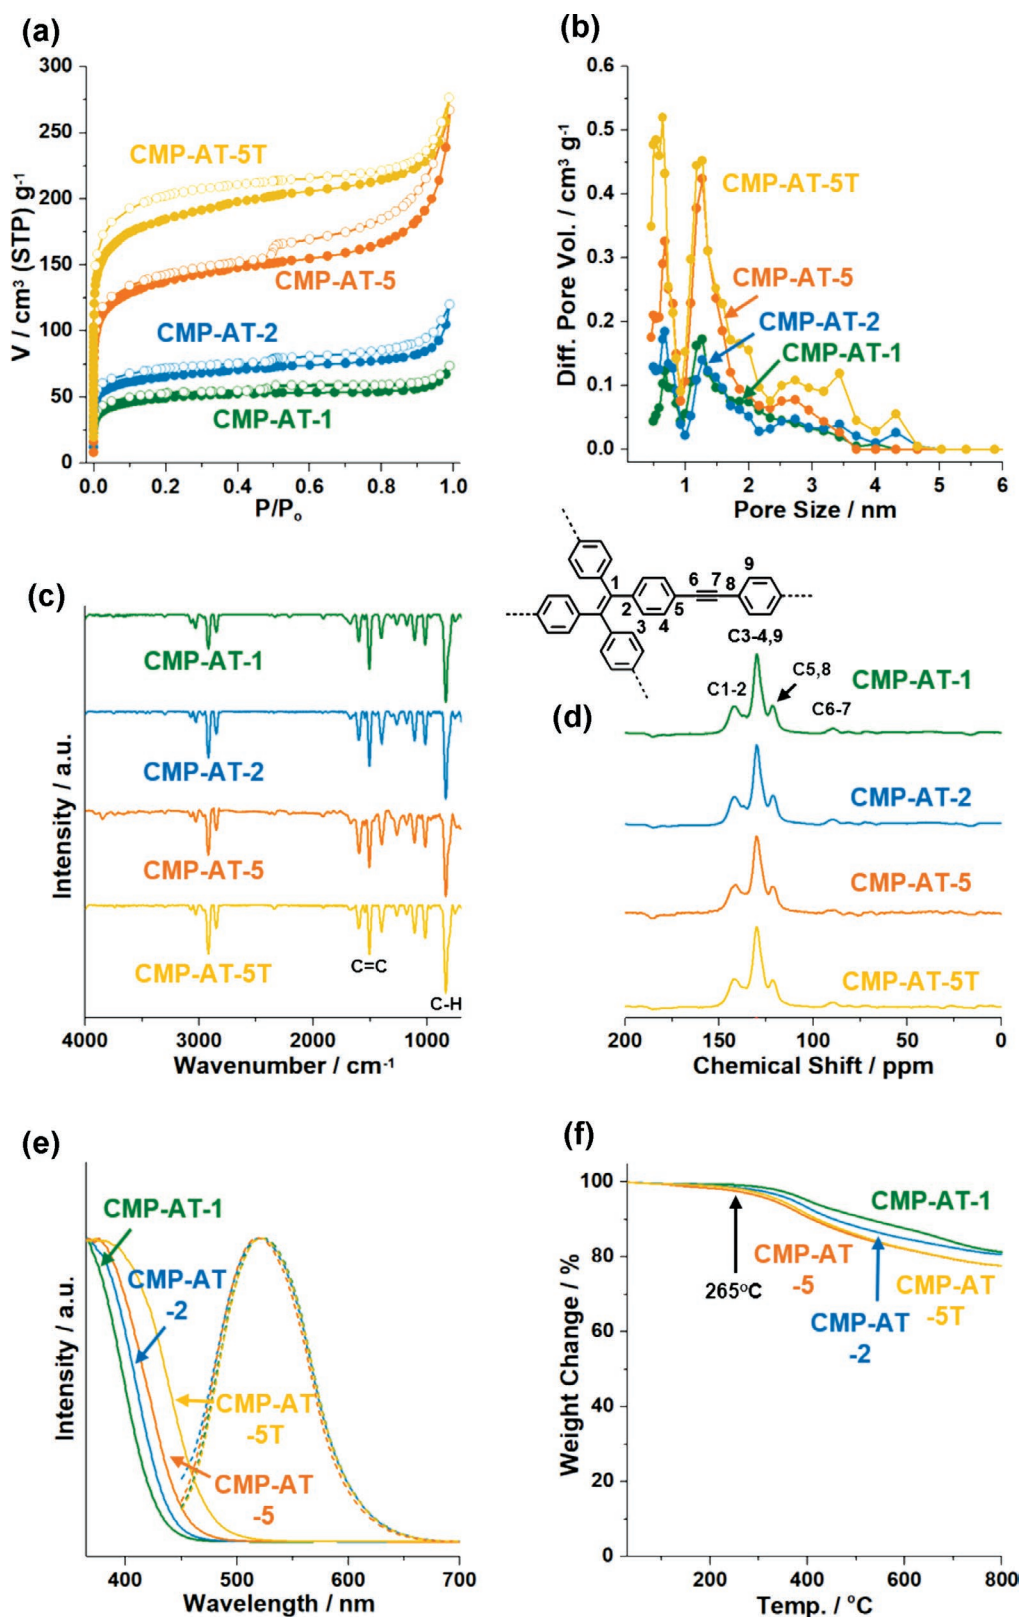 (a)
300
250
200
150
100
50
0
V / cm³ (STP) g⁻¹
CMP-AT-5T
CMP-AT-5
CMP-AT-2
CMP-AT-1
0.0 0.2 0.4 0.6 0.8 1.0
P/Pₒ
(b)
0.6
0.5
0.4
0.3
0.2
0.1
0.0
Diff. Pore Vol. / cm³ g⁻¹
CMP-AT-5T
CMP-AT-5
CMP-AT-2
CMP-AT-1
1 2 3 4 5 6
Pore Size / nm
(c)
Intensity / a.u.
CMP-AT-1
CMP-AT-2
CMP-AT-5
CMP-AT-5T
C=C
C-H
4000 3000 2000 1000
Wavenumber / cm⁻¹
1
2
3
4
5
6
7
8
9
(d)
C3-4,9
C1-2
C5,8
C6-7
CMP-AT-1
CMP-AT-2
CMP-AT-5
CMP-AT-5T
200 150 100 50 0
Chemical Shift / ppm
(e)
Intensity / a.u.
CMP-AT-1
CMP-AT
-2
CMP-AT
-5T
CMP-AT
-5
400 500 600 700
Wavelength / nm
(f)
100
80
60
40
20
0
Weight Change / %
CMP-AT-1
CMP-AT
-5
CMP-AT
-5T
CMP-AT
-2
265°C
200 400 600 800
Temp. / °C